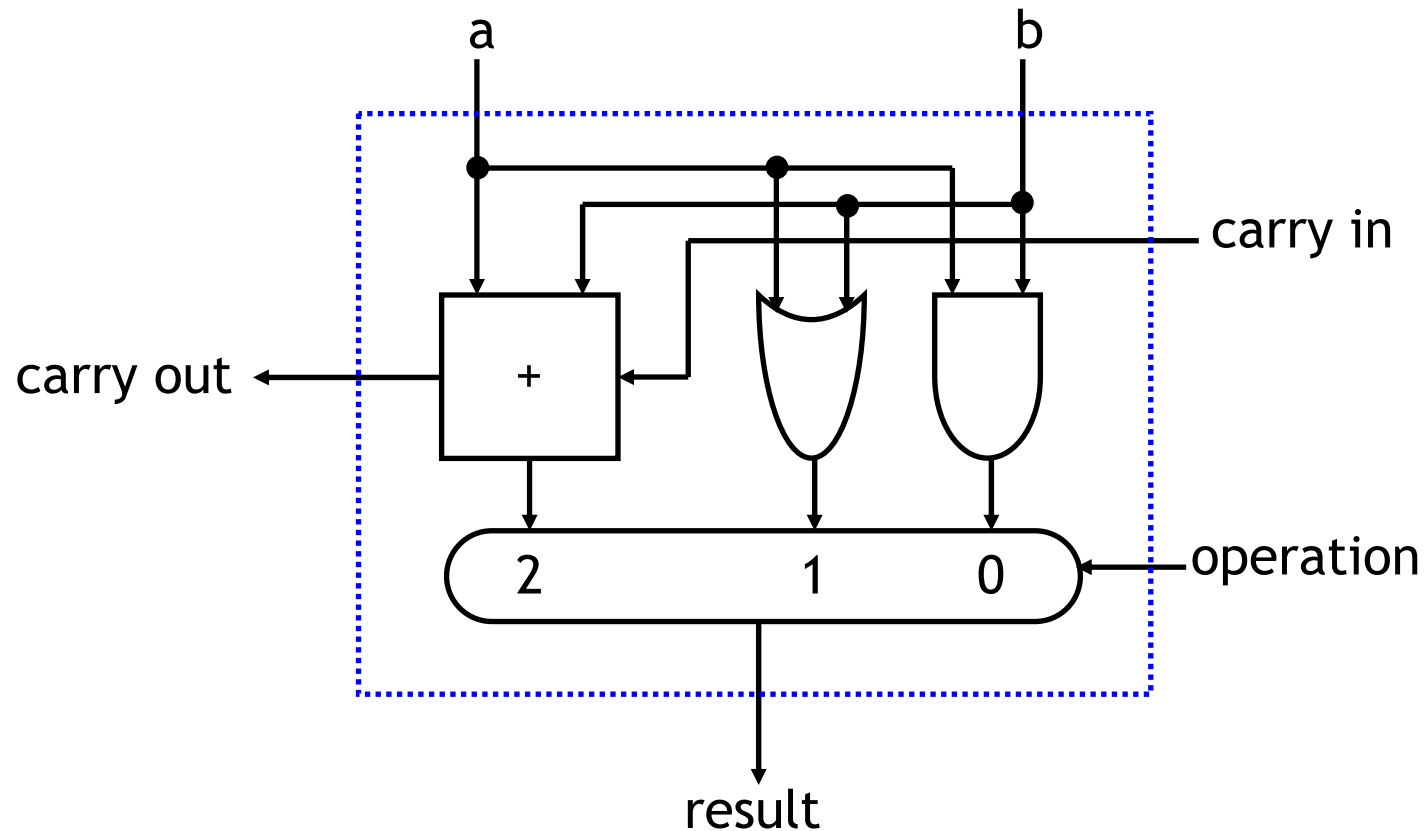 a
b
carry in
carry out
+
operation
2 1 0
result